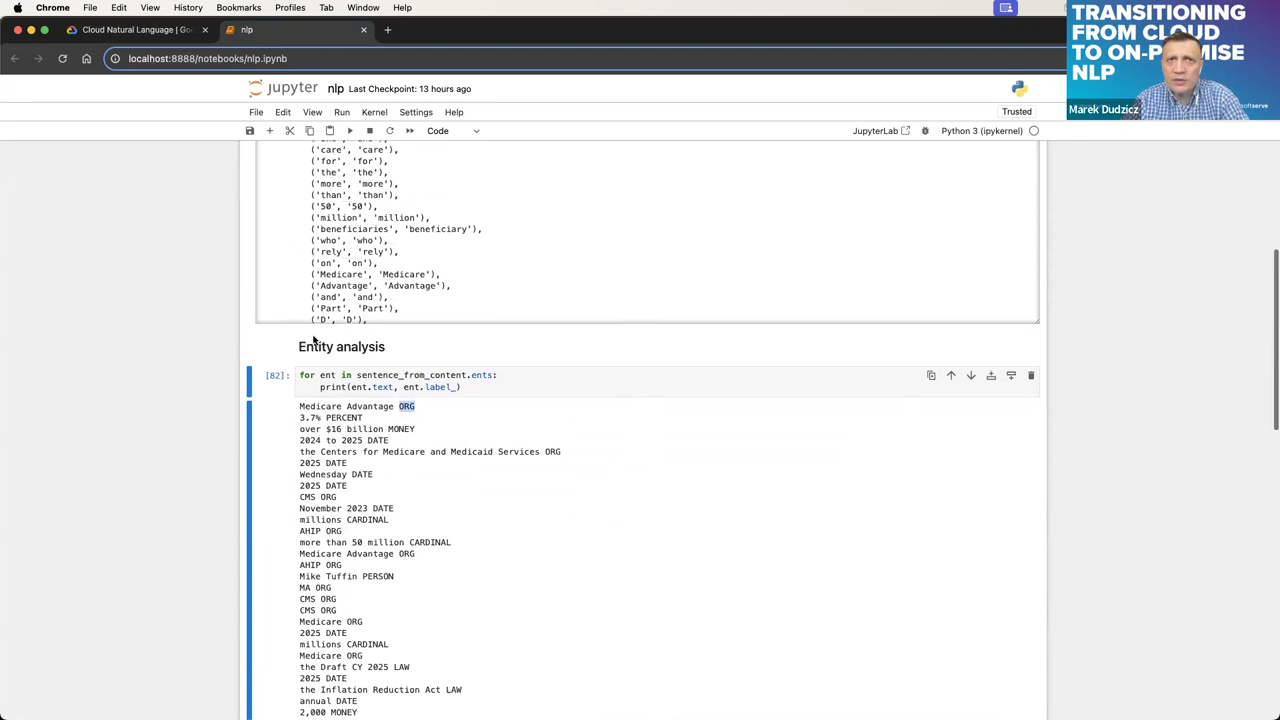 Chrome File Edit View History Bookmarks Profiles Tab Window Help
Cloud Natural Language | Goo
nlp
localhost:8888/notebooks/nlp.ipynb
TRANSITIONING
FROM CLOUD
TO ON-PREMISE
NLP
Marek Dudzicz
softserve
jupyter nlp Last Checkpoint: 13 hours ago
File Edit View Run Kernel Settings Help
Trusted
Code
JupyterLab
Python 3 (ipykernel)
('care', 'care'),
('for', 'for'),
('the', 'the'),
('more', 'more'),
('than', 'than'),
('50', '50'),
('million', 'million'),
('beneficiaries', 'beneficiary'),
('who', 'who'),
('rely', 'rely'),
('on', 'on'),
('Medicare', 'Medicare'),
('Advantage', 'Advantage'),
('and', 'and'),
('Part', 'Part'),
('D', 'D'),
Entity analysis
[82]:
for ent in sentence_from_content.ents:
print(ent.text, ent.label_)
Medicare Advantage ORG
3.7% PERCENT
over $16 billion MONEY
2024 to 2025 DATE
the Centers for Medicare and Medicaid Services ORG
2025 DATE
Wednesday DATE
2025 DATE
CMS ORG
November 2023 DATE
millions CARDINAL
AHIP ORG
more than 50 million CARDINAL
Medicare Advantage ORG
AHIP ORG
Mike Tuffin PERSON
MA ORG
CMS ORG
CMS ORG
Medicare ORG
2025 DATE
millions CARDINAL
Medicare ORG
the Draft CY 2025 LAW
2025 DATE
the Inflation Reduction Act LAW
annual DATE
2,000 MONEY